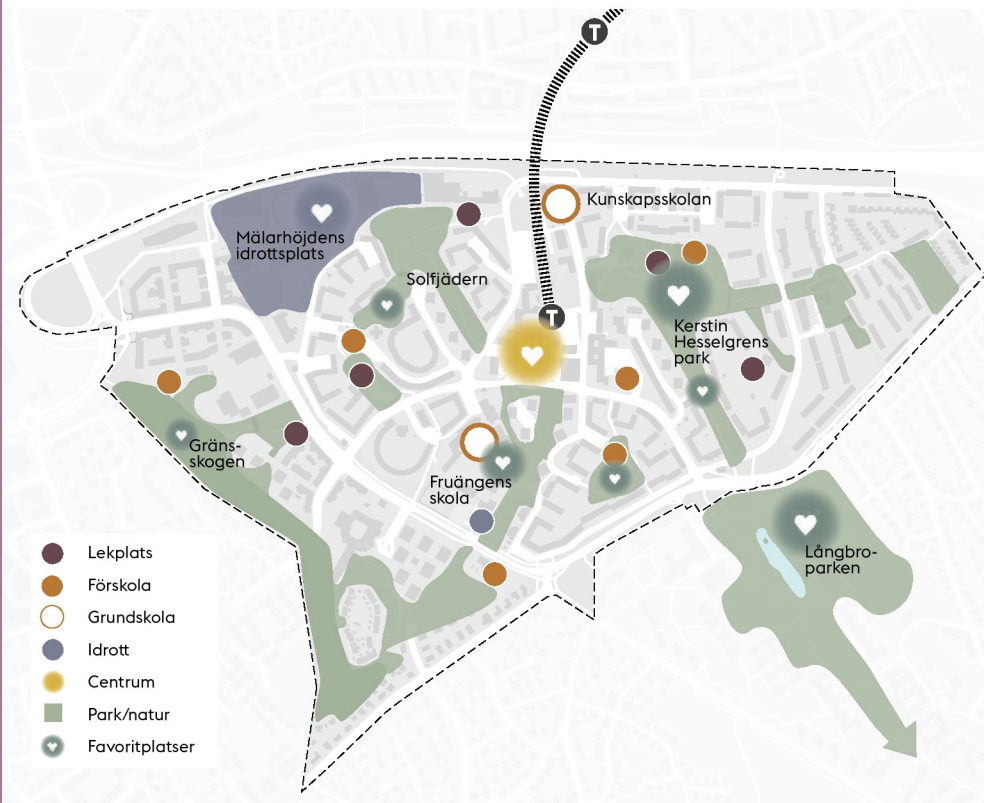 T
Kunskapsskolan
Mälarhöjdens
idrottsplats
Solfjädern
T
Kerstin
Hesselgrens
park
Gräns-
skogen
Fruängens
skola
Långbro-
parken
Lekplats
Förskola
Grundskola
Idrott
Centrum
Park/natur
Favoritplatser